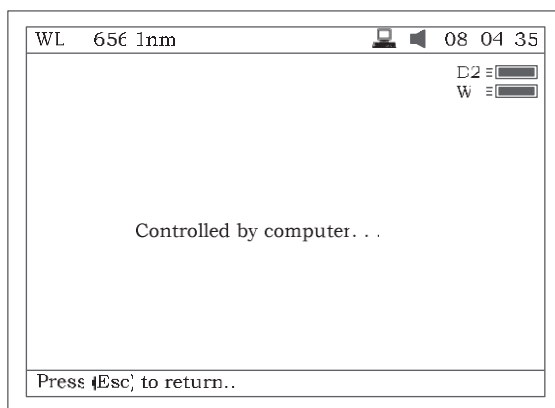 WL 656 1nm 08 04 35
D2
W
Controlled by computer. . .
Press (Esc) to return..